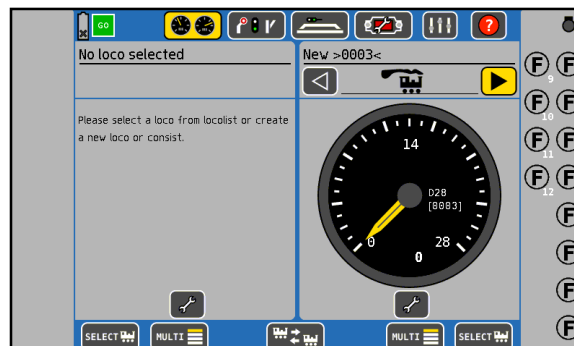 GO
?
No loco selected
New >0003<
Please select a loco from locolist or create
a new loco or consist.
14
D28
[8083]
0
28
0
SELECT
MULTI
MULTI
SELECT
F
F
9
F
F
10
F
F
11
F
F
12
F
F
F
F